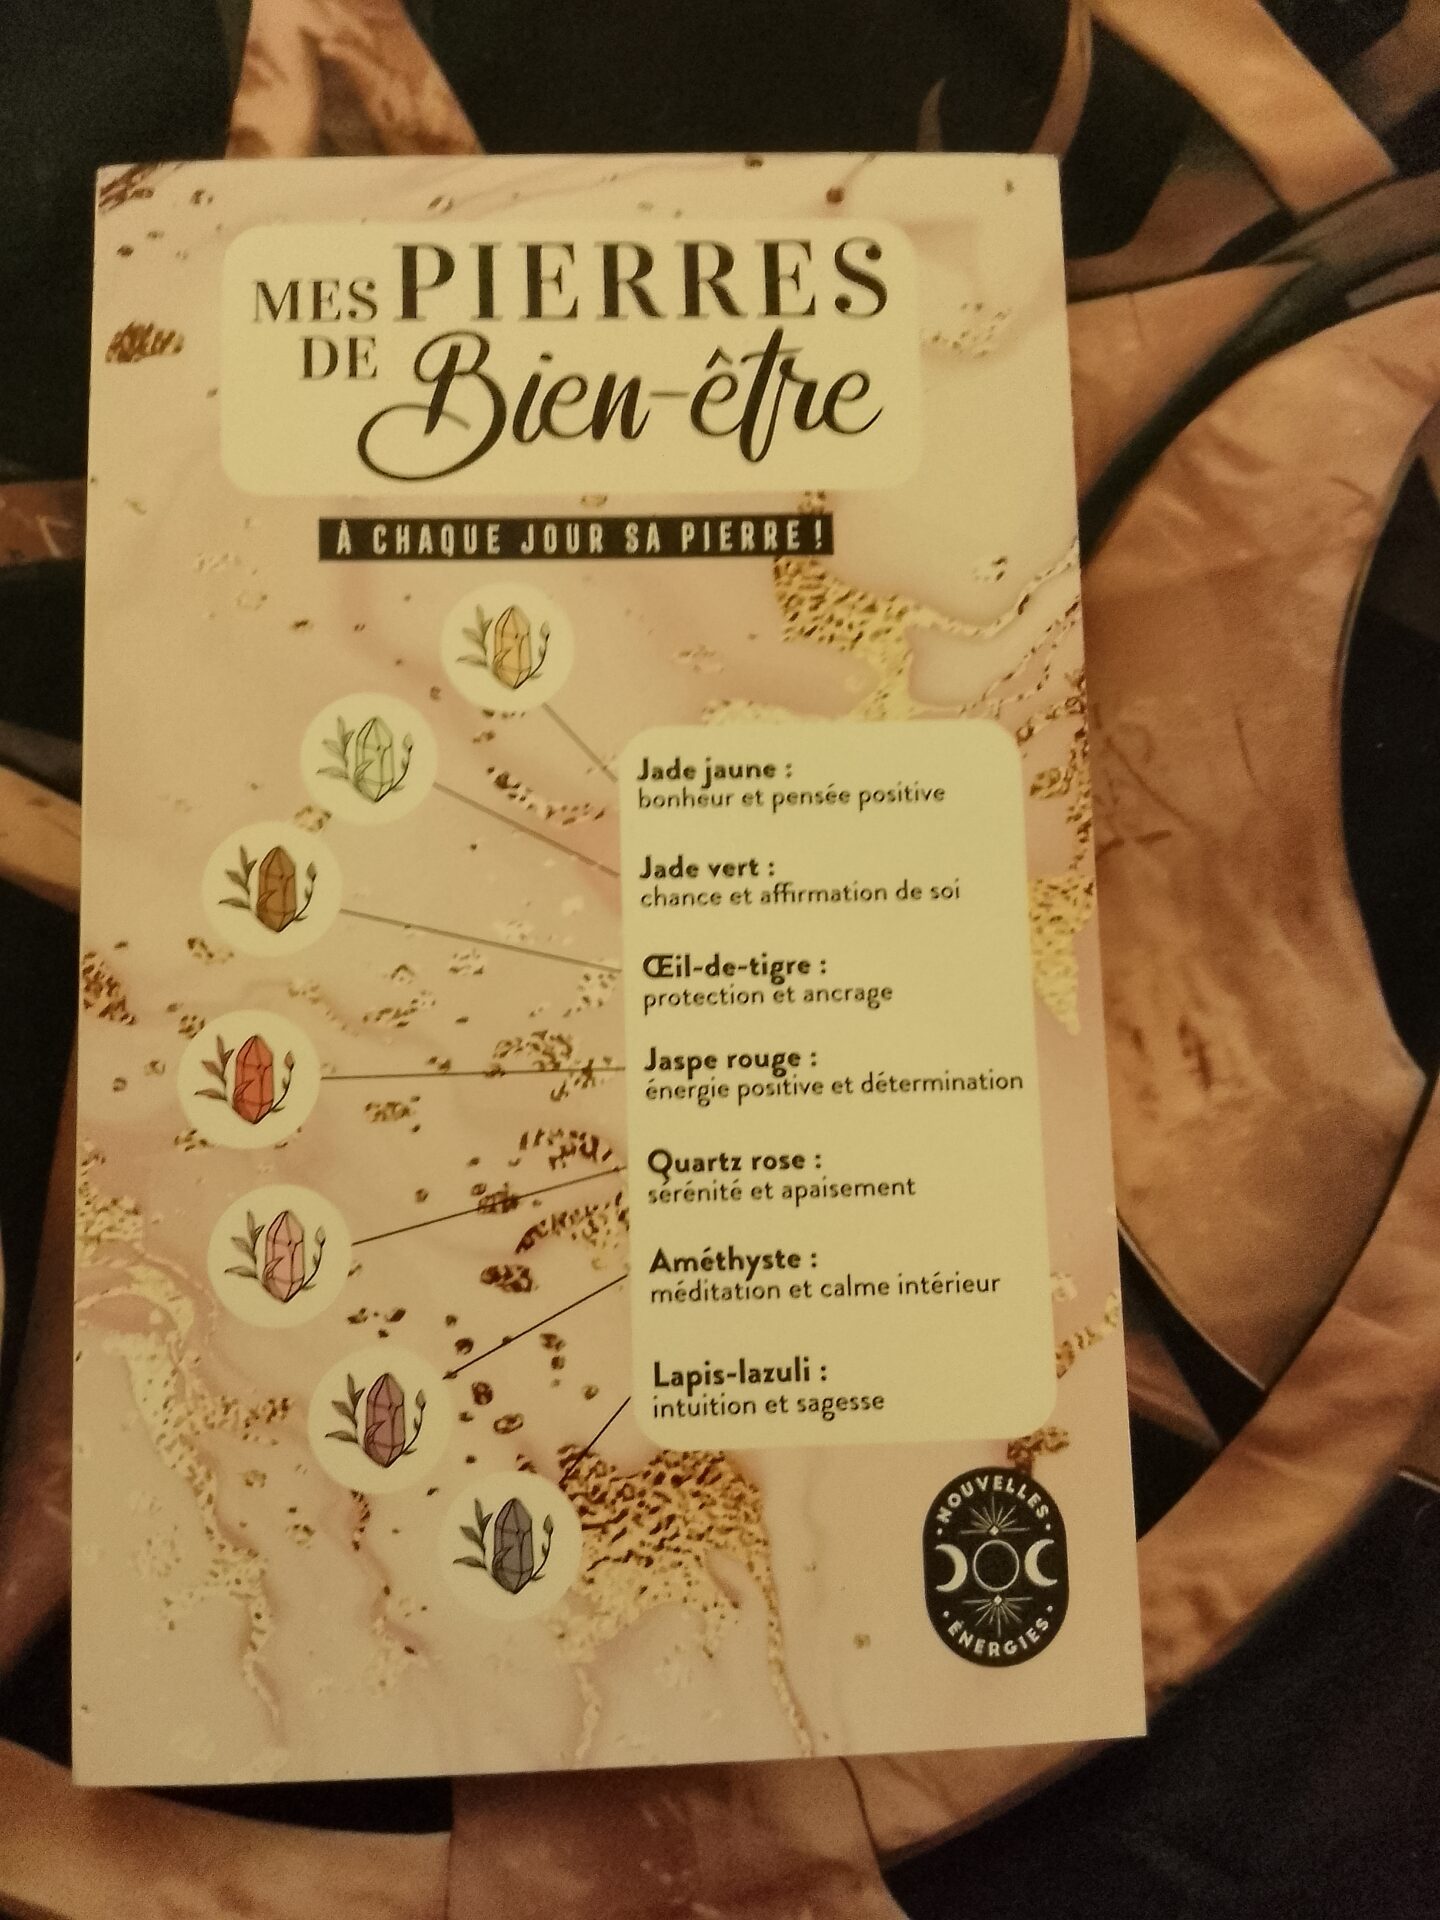 MES PIERRES
DE Bien-être
À CHAQUE JOUR SA PIERRE !
Jade jaune :
bonheur et pensée positive
Jade vert :
chance et affirmation de soi
Œil-de-tigre :
protection et ancrage
Jaspe rouge :
énergie positive et détermination
Quartz rose :
sérénité et apaisement
Améthyste :
méditation et calme intérieur
Lapis-lazuli :
intuition et sagesse
NOUVELLES
ÉNERGIES